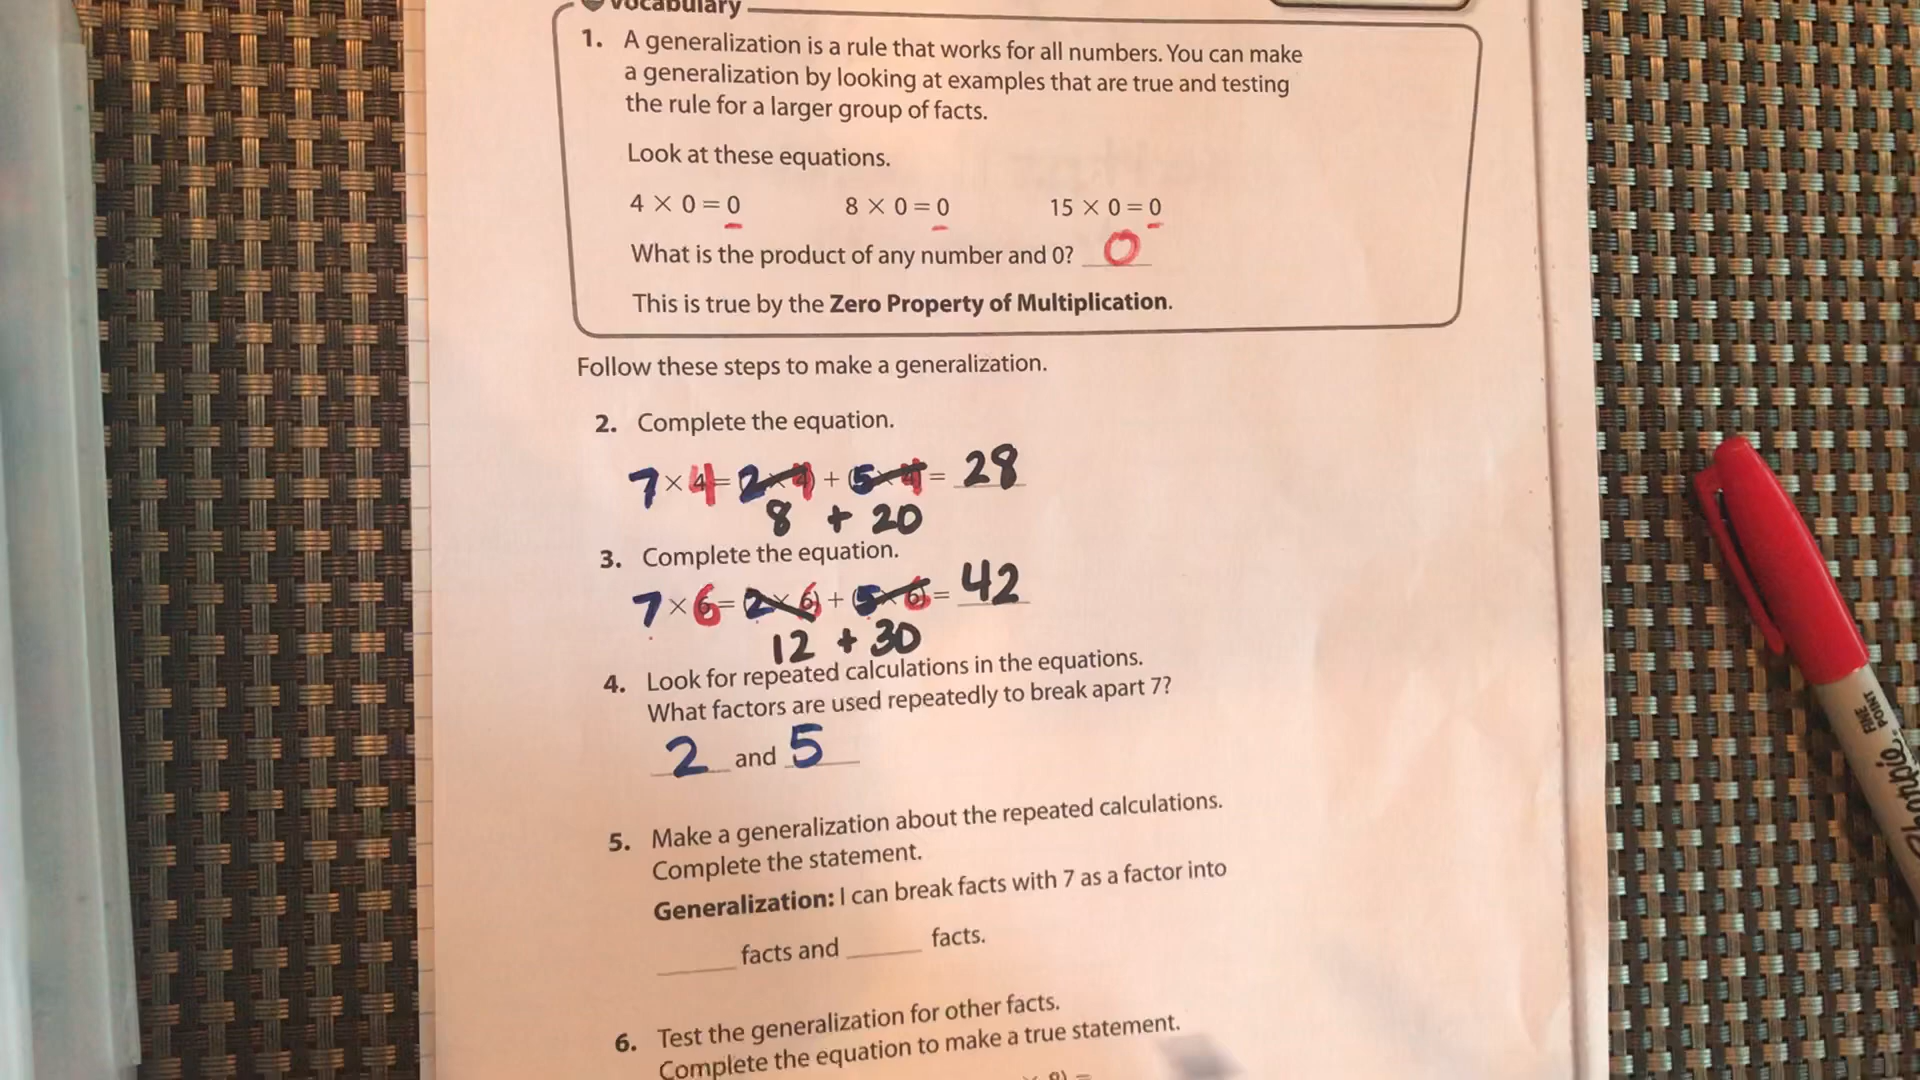 Vocabulary
1. A generalization is a rule that works for all numbers. You can make
a generalization by looking at examples that are true and testing
the rule for a larger group of facts.
Look at these equations.
4 × 0 = 0 8 × 0 = 0 15 × 0 = 0
What is the product of any number and 0? 0
This is true by the Zero Property of Multiplication.
Follow these steps to make a generalization.
2. Complete the equation.
7 × 4 = (2 × 4) + (5 × 4) = 28
8 + 20
3. Complete the equation.
7 × 6 = (2 × 6) + (5 × 6) = 42
12 + 30
4. Look for repeated calculations in the equations.
What factors are used repeatedly to break apart 7?
2 and 5
5. Make a generalization about the repeated calculations.
Complete the statement.
Generalization: I can break facts with 7 as a factor into
____ facts and ____ facts.
6. Test the generalization for other facts.
Complete the equation to make a true statement.
Sharpie
FINE
POINT